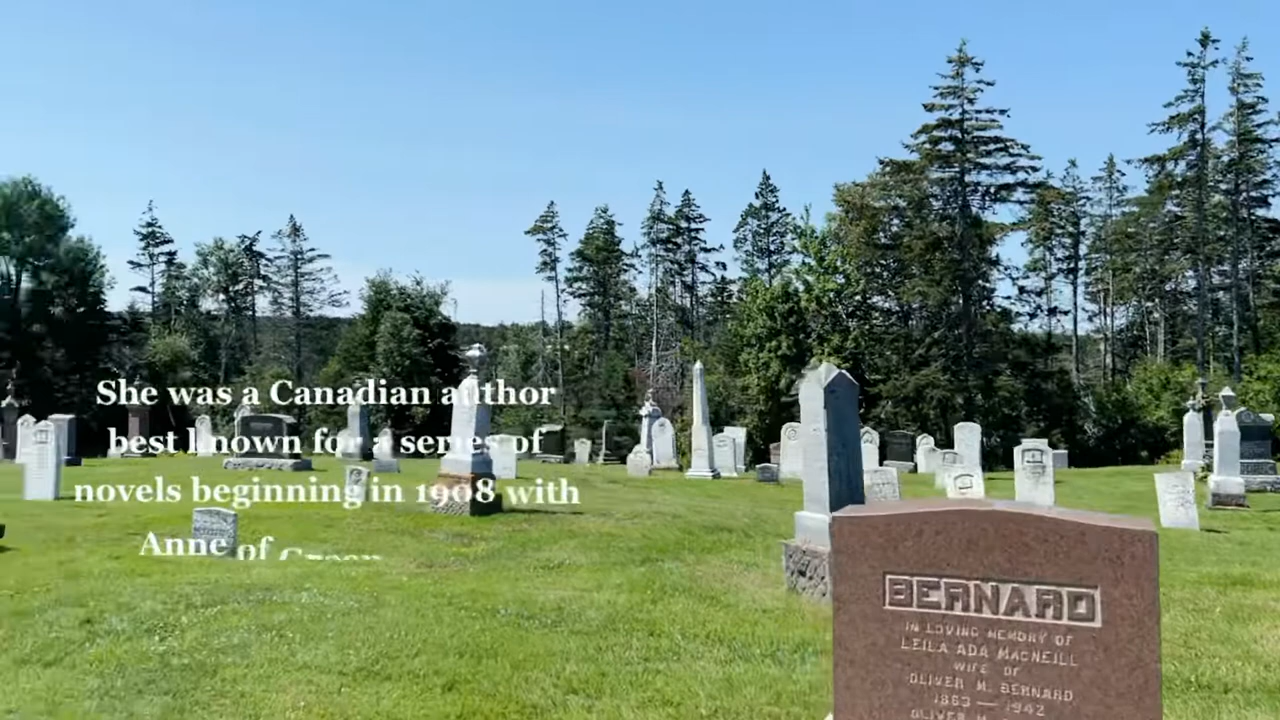 She was a Canadian author
best known for a series of
novels beginning in 1908 with
Anne of Green
BERNARD
IN LOVING MEMORY OF
LEILA ADA MACNEILL
WIFE OF
OLIVER M. BERNARD
1863 — 1942